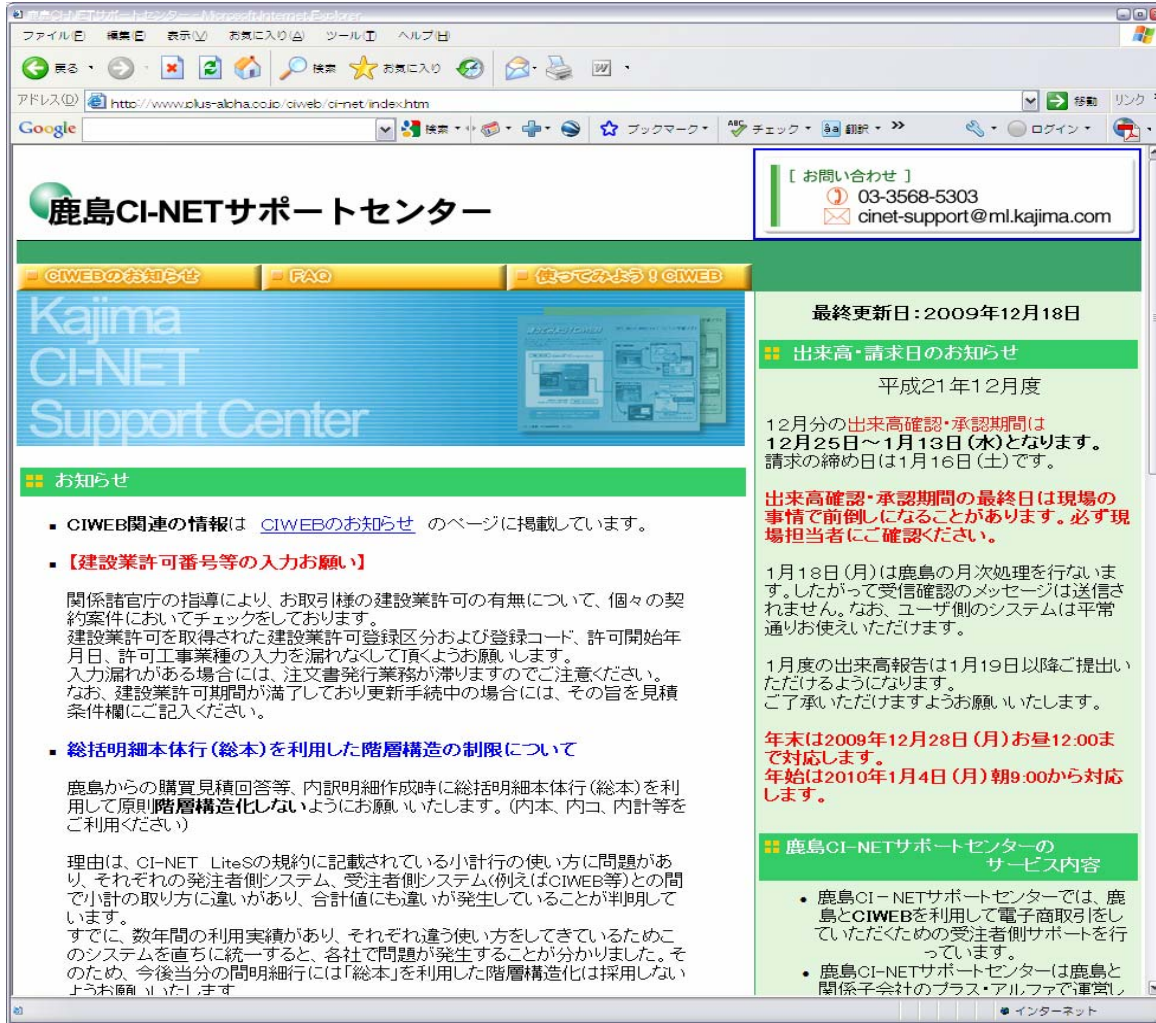 鹿島CI-NETサポートセンター - Microsoft Internet Explorer
ファイル(F) 編集(E) 表示(V) お気に入り(A) ツール(T) ヘルプ(H)
戻る 検索 お気に入り
アドレス(D) http://www.plus-alpha.co.jp/ciweb/ci-net/index.htm 移動 リンク
Google 検索 ブックマーク チェック 翻訳 ログイン
鹿島CI-NETサポートセンター
[ お問い合わせ ]
03-3568-5303
cinet-support@ml.kajima.com
CIWEBのお知らせ FAQ 使ってみよう!CIWEB
Kajima
CI-NET
Support Center
お知らせ
▪ CIWEB関連の情報は CIWEBのお知らせ のページに掲載しています。
▪ 【建設業許可番号等の入力お願い】
関係諸官庁の指導により、お取引様の建設業許可の有無について、個々の契
約案件においてチェックをしております。
建設業許可を取得された建設業許可登録区分および登録コード、許可開始年
月日、許可工事業種の入力を漏れなくして頂くようお願いします。
入力漏れがある場合には、注文書発行業務が滞りますのでご注意ください。
なお、建設業許可期間が満了しており更新手続中の場合には、その旨を見積
条件欄にご記入ください。
▪ 総括明細本体行(総本)を利用した階層構造の制限について
鹿島からの購買見積回答等、内訳明細作成時に総括明細本体行(総本)を利
用して原則階層構造化しないようにお願いいたします。(内本、内コ、内計等を
ご利用ください)
理由は、CI-NET LiteSの規約に記載されている小計行の使い方に問題があ
り、それぞれの発注者側システム、受注者側システム(例えばCIWEB等)との間
で小計の取り方に違いがあり、合計値にも違いが発生していることが判明して
います。
すでに、数年間の利用実績があり、それぞれ違う使い方をしてきているためこ
のシステムを直ちに統一すると、各社で問題が発生することが分かりました。そ
のため、今後当分の間明細行には「総本」を利用した階層構造化は採用しない
ようお願いいたします
最終更新日:2009年12月18日
出来高・請求日のお知らせ
平成21年12月度
12月分の出来高確認・承認期間は
12月25日~1月13日(水)となります。
請求の締め日は1月16日(土)です。
出来高確認・承認期間の最終日は現場の
事情で前倒しになることがあります。必ず現
場担当者にご確認ください。
1月18日(月)は鹿島の月次処理を行ないま
す。したがって受信確認のメッセージは送信さ
れません。なお、ユーザ側のシステムは平常
通りお使えいただけます。
1月度の出来高報告は1月19日以降ご提出い
ただけるようになります。
ご了承いただけますようお願いいたします。
年末は2009年12月28日(月)お昼12:00ま
で対応します。
年始は2010年1月4日(月)朝9:00から対応
します。
鹿島CI-NETサポートセンターの
サービス内容
• 鹿島CI-NETサポートセンターでは、鹿
島とCIWEBを利用して電子商取引をし
ていただくための受注者側サポートを行
っています。
• 鹿島CI-NETサポートセンターは鹿島と
関係子会社のプラス・アルファで運営し
インターネット